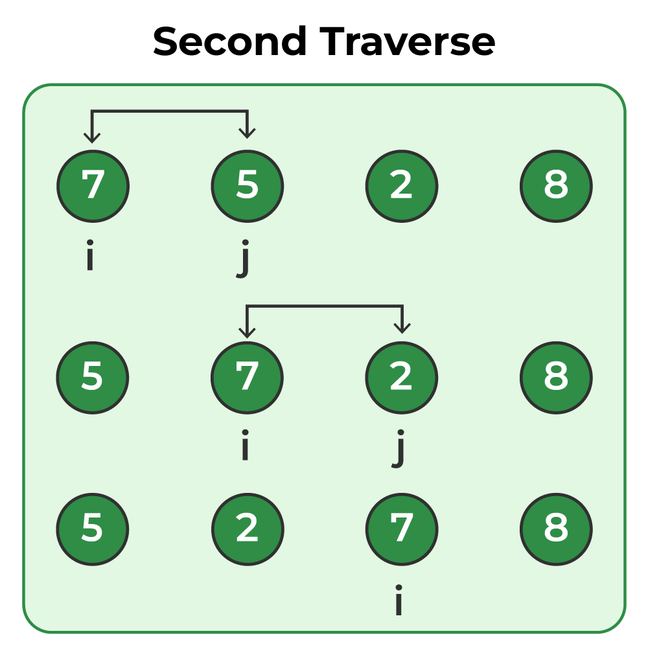 Second Traverse
7 5 2 8
i j
5 7 2 8
i j
5 2 7 8
i